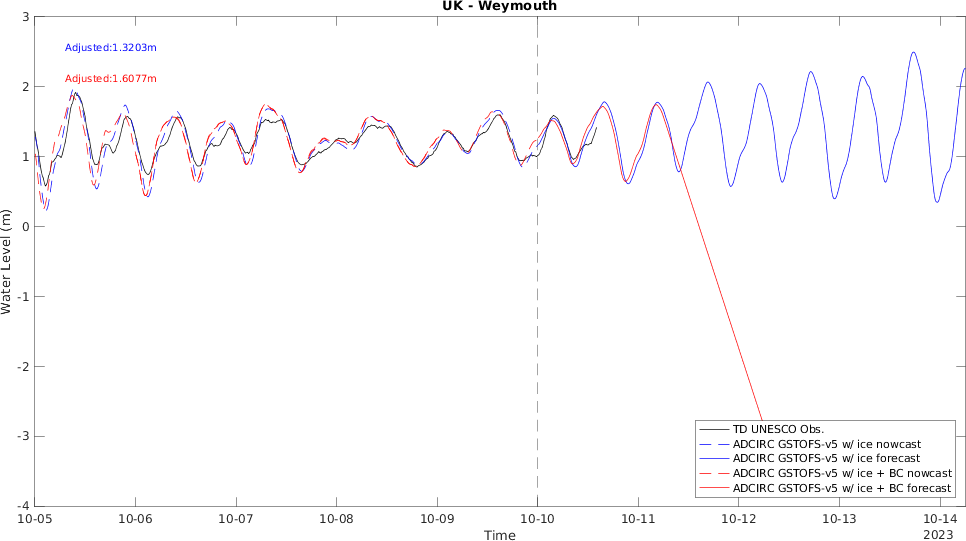 UK - Weymouth
Adjusted:1.3203m
Adjusted:1.6077m
Water Level (m)
3
2
1
0
-1
-2
-3
-4
TD UNESCO Obs.
ADCIRC GSTOFS-v5 w/ ice nowcast
ADCIRC GSTOFS-v5 w/ ice forecast
ADCIRC GSTOFS-v5 w/ ice + BC nowcast
ADCIRC GSTOFS-v5 w/ ice + BC forecast
10-05 10-06 10-07 10-08 10-09 10-10 10-11 10-12 10-13 10-14
Time
2023